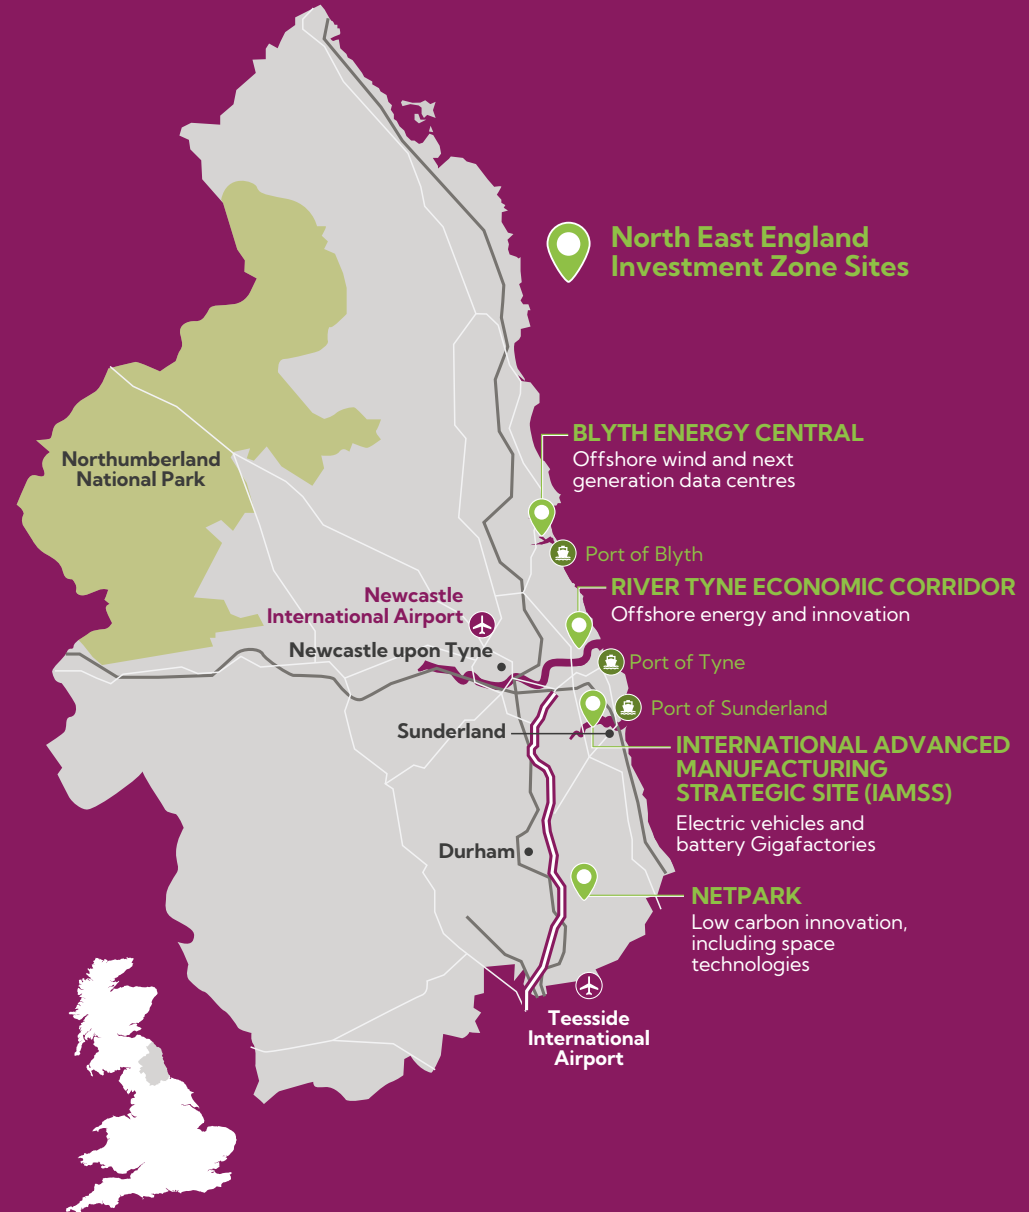 North East England
Investment Zone Sites
BLYTH ENERGY CENTRAL
Offshore wind and next
generation data centres
Northumberland
National Park
Port of Blyth
RIVER TYNE ECONOMIC CORRIDOR
Offshore energy and innovation
Newcastle
International Airport
Newcastle upon Tyne
Port of Tyne
Port of Sunderland
Sunderland
INTERNATIONAL ADVANCED
MANUFACTURING
STRATEGIC SITE (IAMSS)
Electric vehicles and
battery Gigafactories
Durham
NETPARK
Low carbon innovation,
including space
technologies
Teesside
International
Airport